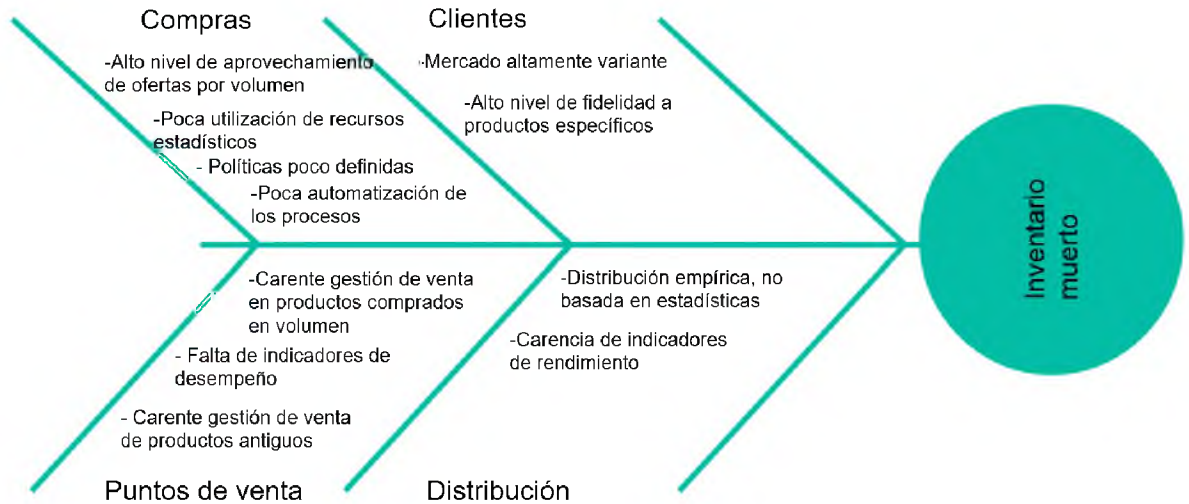 Compras
-Alto nivel de aprovechamiento
de ofertas por volumen
-Poca utilización de recursos
estadísticos
- Políticas poco definidas
-Poca automatización de
los procesos
Clientes
-Mercado altamente variante
-Alto nivel de fidelidad a
productos específicos
-Carente gestión de venta
en productos comprados
en volumen
- Falta de indicadores de
desempeño
- Carente gestión de venta
de productos antiguos
Puntos de venta
-Distribución empírica, no
basada en estadísticas
-Carencia de indicadores
de rendimiento
Distribución
Inventario
muerto